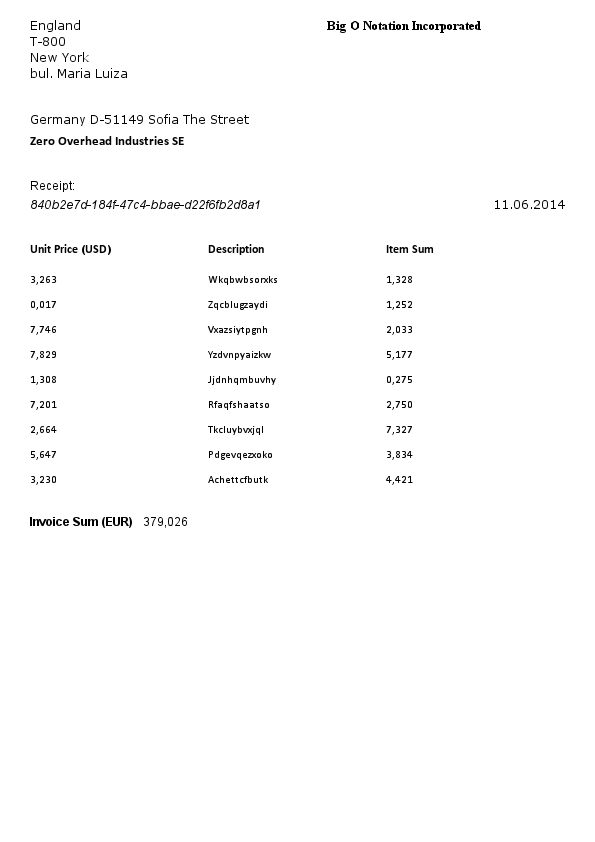 England
Big O Notation Incorporated
T-800
New York
bul. Maria Luiza
Germany D-51149 Sofia The Street
Zero Overhead Industries SE
Receipt:
840b2e7d-184f-47c4-bbae-d22f6fb2d8a1 11.06.2014
Unit Price (USD) Description Item Sum
3,263 Wkqbwbsorxks 1,328
0,017 Zqcblugzaydi 1,252
7,746 Vxazsiytpgnh 2,033
7,829 Yzdvnpyaizkw 5,177
1,308 Jjdnhqmbuvhy 0,275
7,201 Rfaqfshaatso 2,750
2,664 Tkcluybvxjql 7,327
5,647 Pdgevqezxoko 3,834
3,230 Achettcfbutk 4,421
Invoice Sum (EUR) 379,026